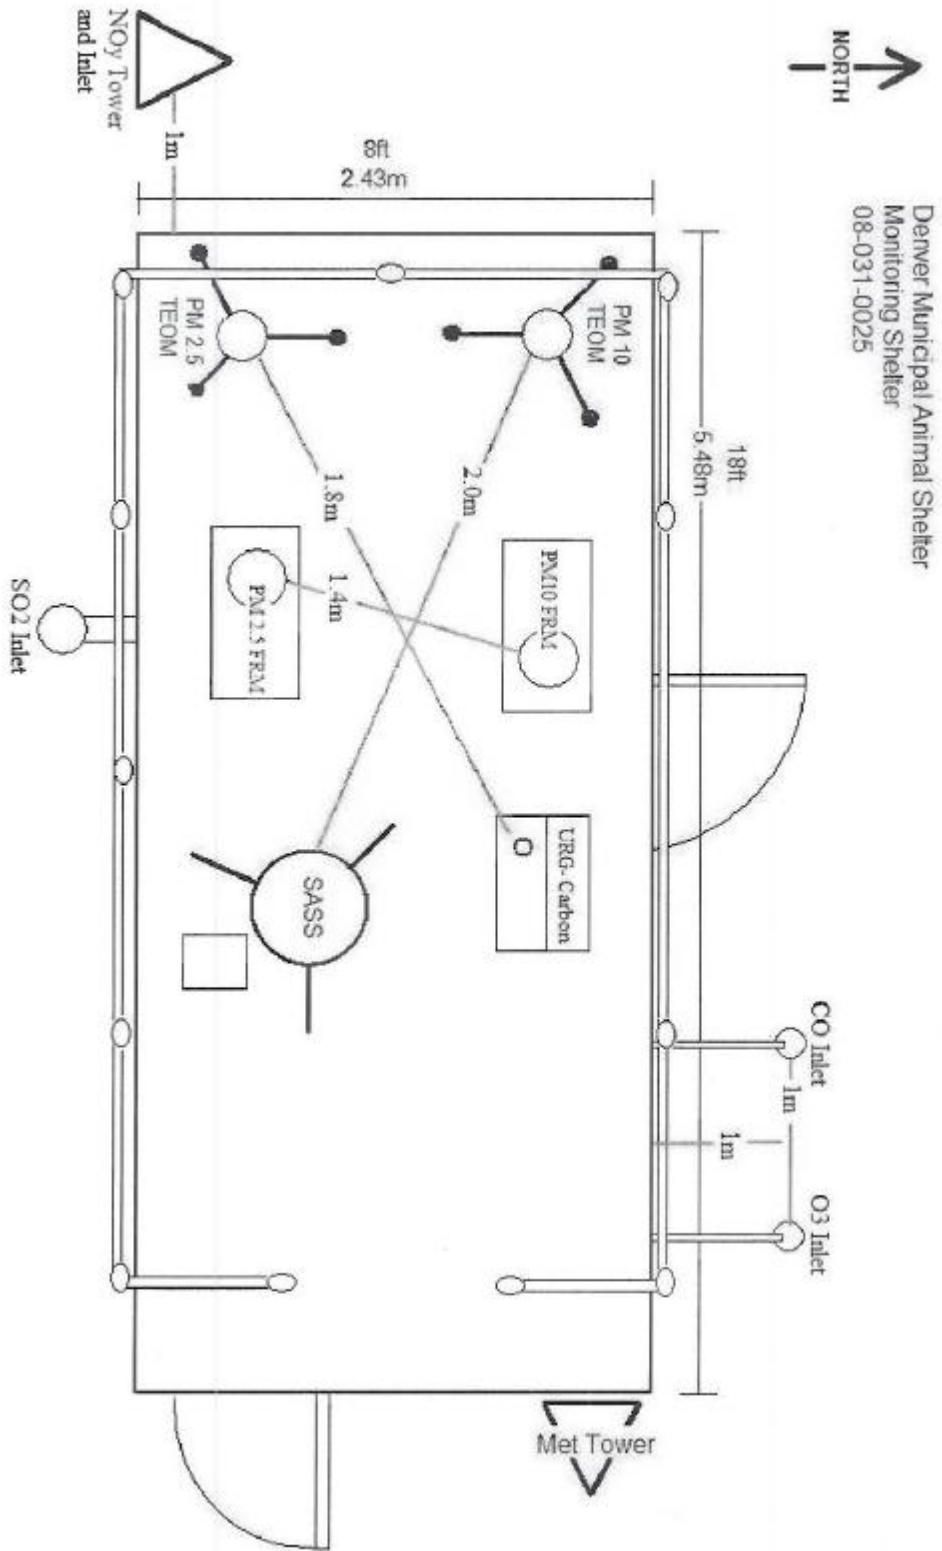 Denver Municipal Animal Shelter
Monitoring Shelter
08-031-0025
NORTH
NOy Tower
and Inlet
1m
8ft
2.43m
18ft
5.48m
PM 10
TEOM
PM 2.5
TEOM
2.0m
1.8m
1.4m
PM10 FRM
PM 2.5 FRM
SO2 Inlet
URG- Carbon
SASS
CO Inlet
1m
1m
O3 Inlet
Met Tower